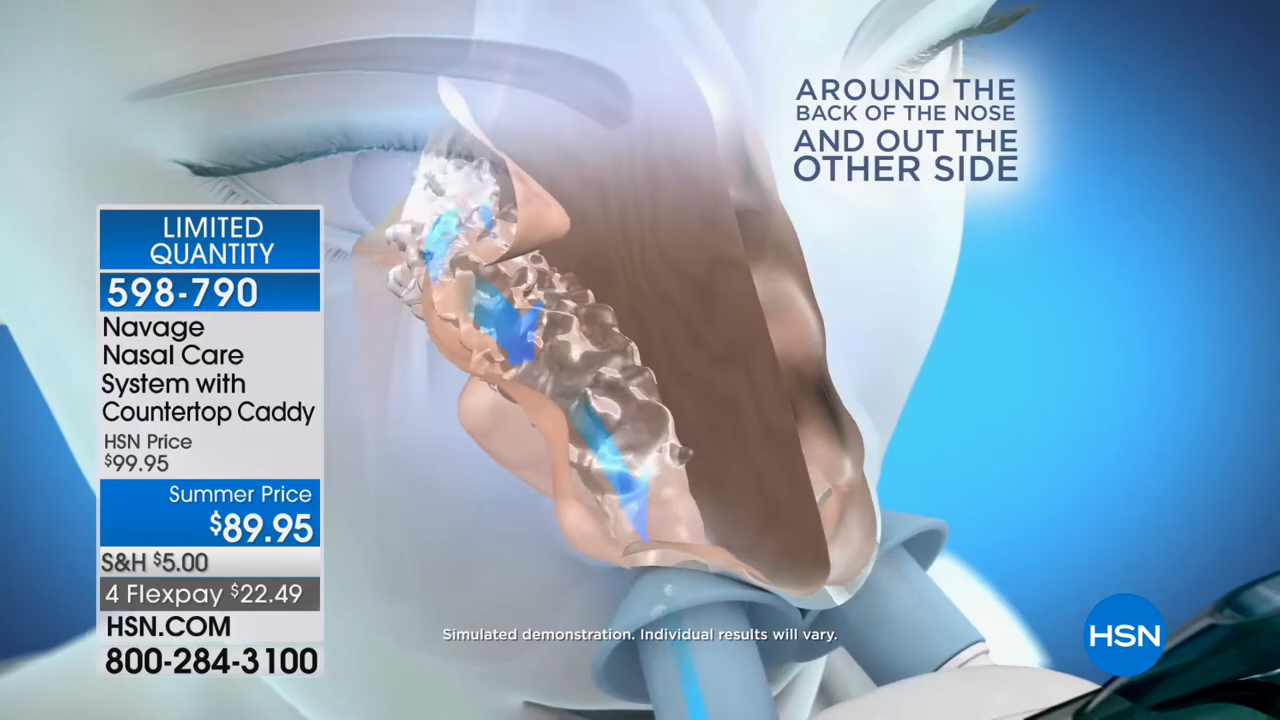 AROUND THE
BACK OF THE NOSE
AND OUT THE
OTHER SIDE
LIMITED
QUANTITY
598-790
Navage
Nasal Care
System with
Countertop Caddy
HSN Price
$99.95
Summer Price
$89.95
S&H $5.00
4 Flexpay $22.49
HSN.COM
800-284-3100
Simulated demonstration. Individual results will vary.
HSN